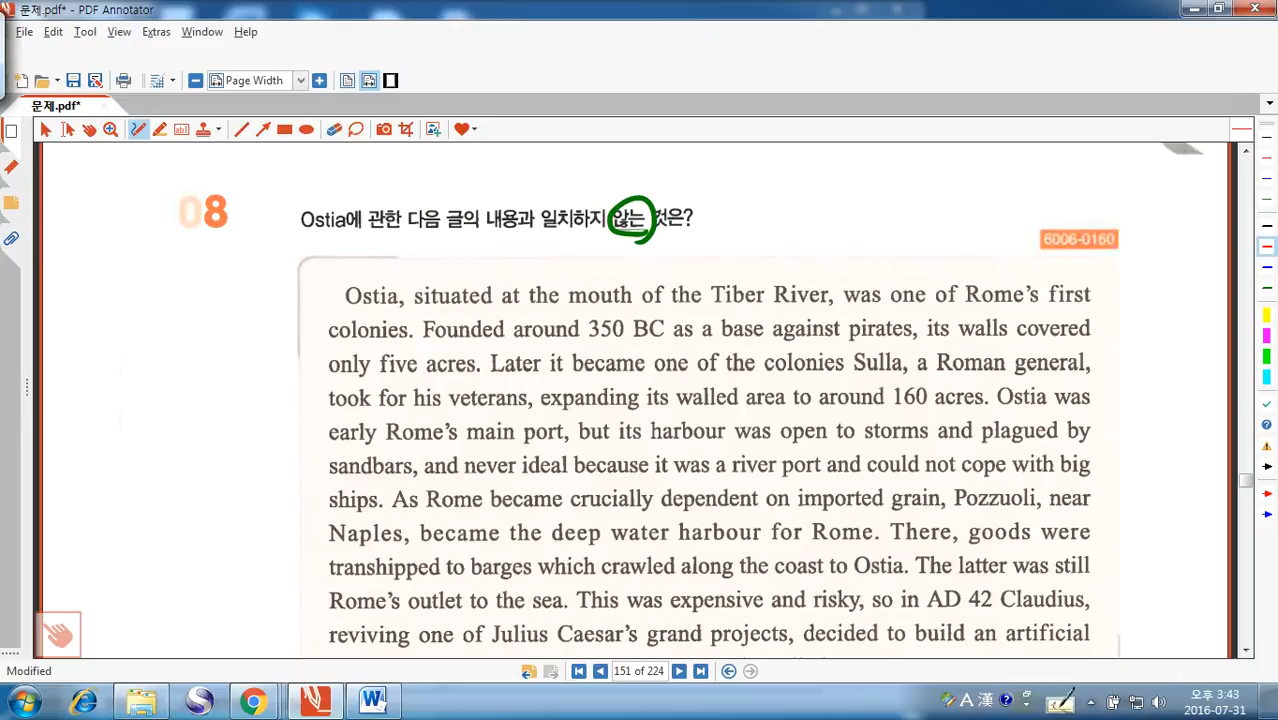 문제.pdf* - PDF Annotator
File Edit Tool View Extras Window Help
Page Width
문제.pdf*
08
Ostia에 관한 다음 글의 내용과 일치하지 않는 것은?
6006-0160
Ostia, situated at the mouth of the Tiber River, was one of Rome's first
colonies. Founded around 350 BC as a base against pirates, its walls covered
only five acres. Later it became one of the colonies Sulla, a Roman general,
took for his veterans, expanding its walled area to around 160 acres. Ostia was
early Rome's main port, but its harbour was open to storms and plagued by
sandbars, and never ideal because it was a river port and could not cope with big
ships. As Rome became crucially dependent on imported grain, Pozzuoli, near
Naples, became the deep water harbour for Rome. There, goods were
transhipped to barges which crawled along the coast to Ostia. The latter was still
Rome's outlet to the sea. This was expensive and risky, so in AD 42 Claudius,
reviving one of Julius Caesar's grand projects, decided to build an artificial
Modified
151 of 224
A 漢
오후 3:43
2016-07-31